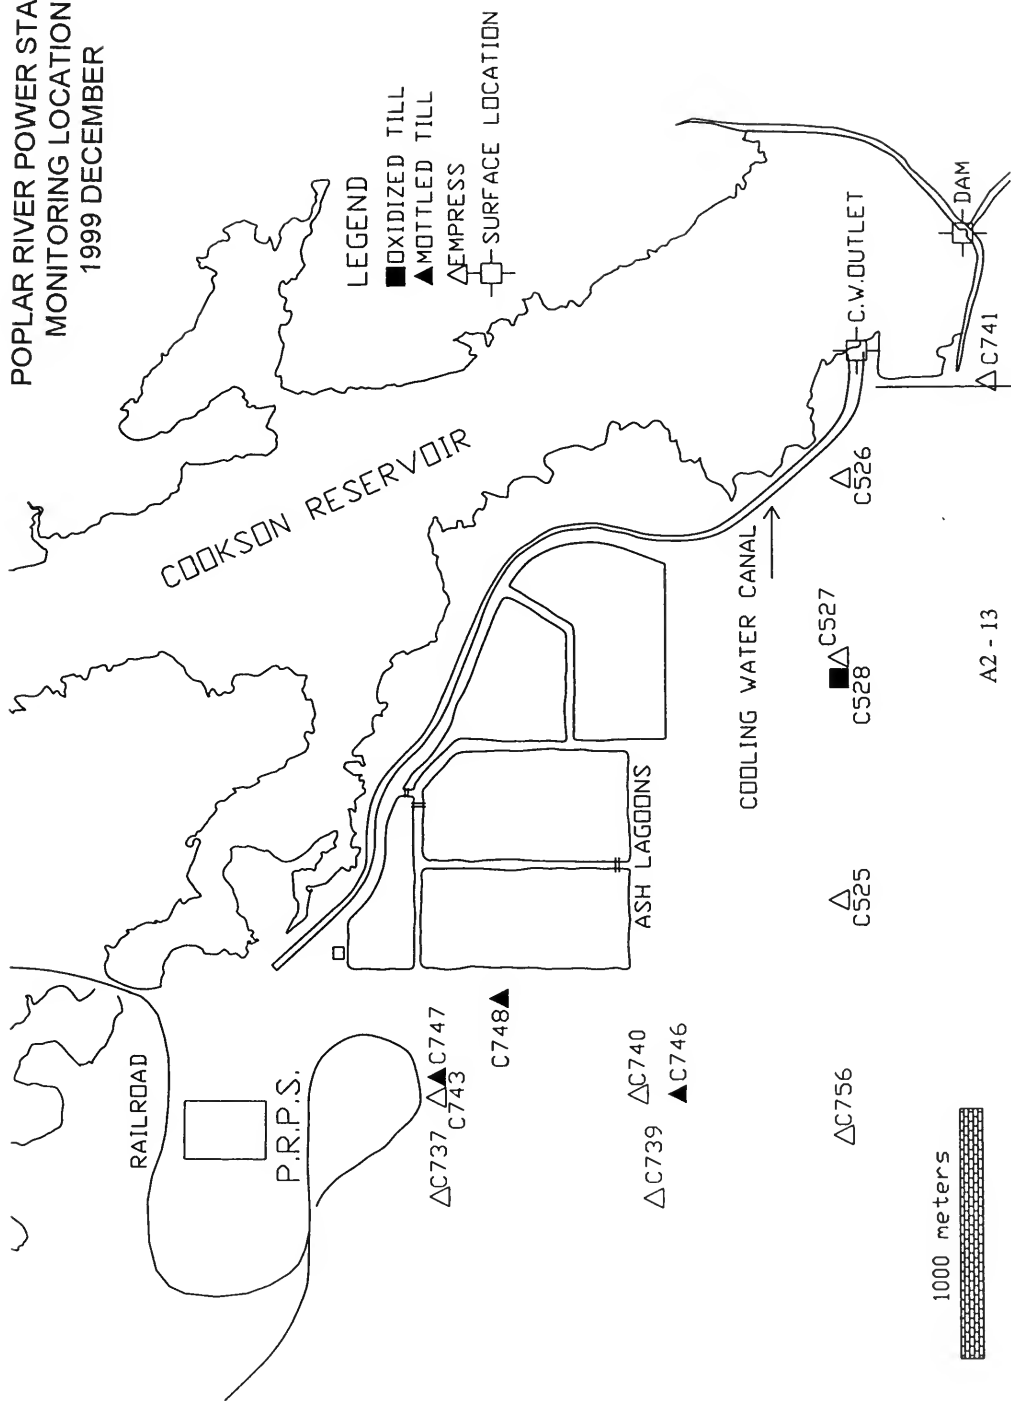 POPLAR RIVER POWER STA
MONITORING LOCATION
1999 DECEMBER
LEGEND
OXIDIZED TILL
MOTTLED TILL
EMPRESS
SURFACE LOCATION
COOKSON RESERVOIR
RAILROAD
P.R.P.S.
C737
C747
C743
C748
C739
C740
C746
C756
ASH LAGOONS
COOLING WATER CANAL
C525
C528
C527
C526
C.W.OUTLET
DAM
C741
1000 meters
A2 - 13